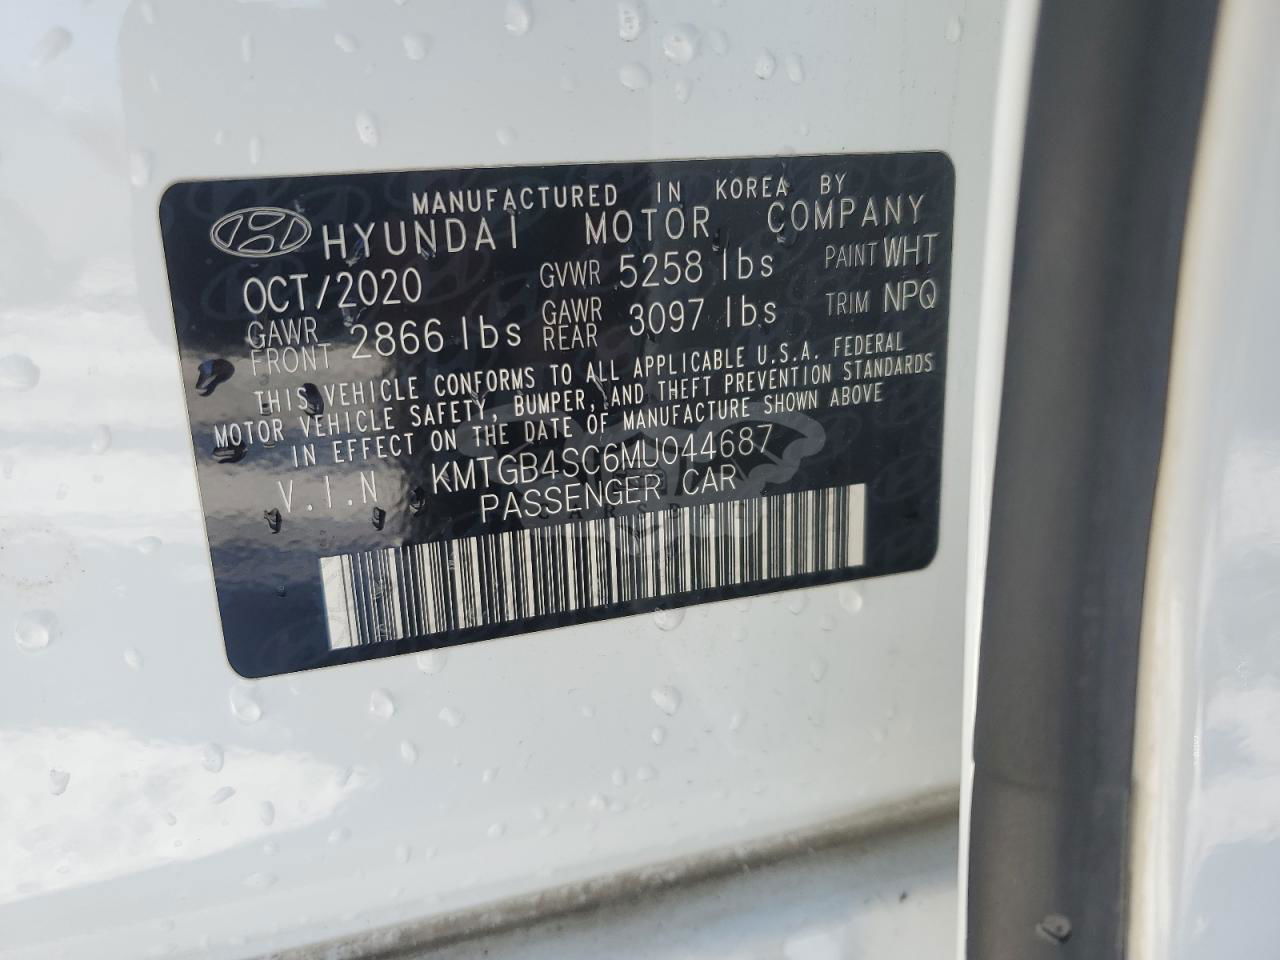 MANUFACTURED IN KOREA BY
HYUNDAI MOTOR COMPANY
OCT/2020 GVWR 5258 lbs PAINT WHT
GAWR FRONT 2866 lbs GAWR REAR 3097 lbs TRIM NPQ
THIS VEHICLE CONFORMS TO ALL APPLICABLE U.S.A. FEDERAL
MOTOR VEHICLE SAFETY, BUMPER, AND THEFT PREVENTION STANDARDS
IN EFFECT ON THE DATE OF MANUFACTURE SHOWN ABOVE
V.I.N KMTGB4SC6MU044687
PASSENGER CAR